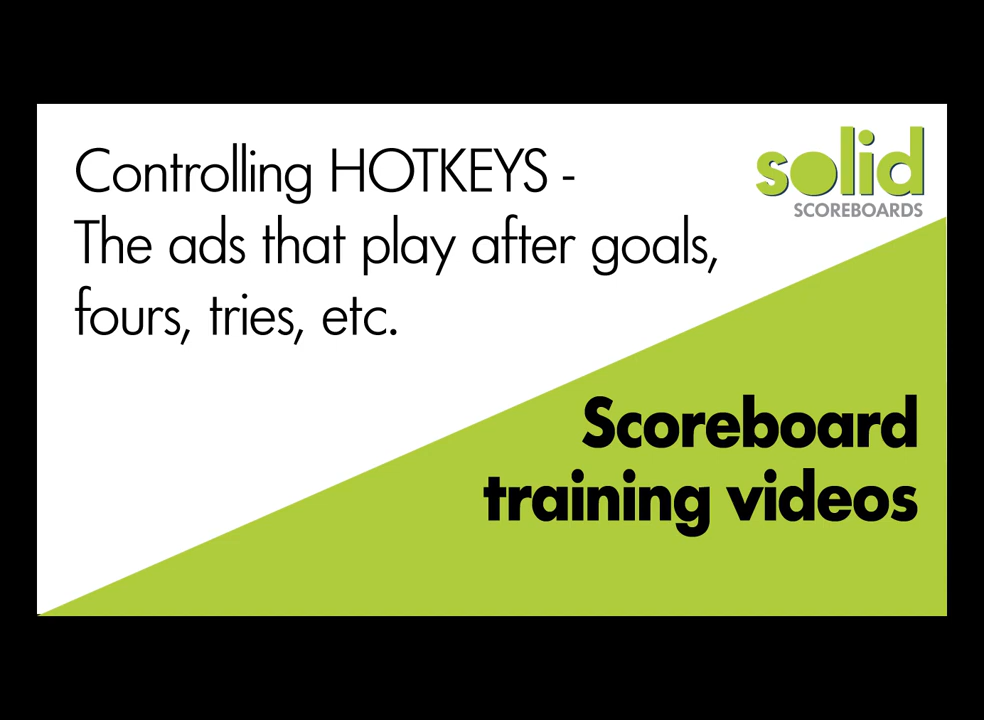 Controlling HOTKEYS -
The ads that play after goals,
fours, tries, etc.
solid
SCOREBOARDS
Scoreboard
training videos